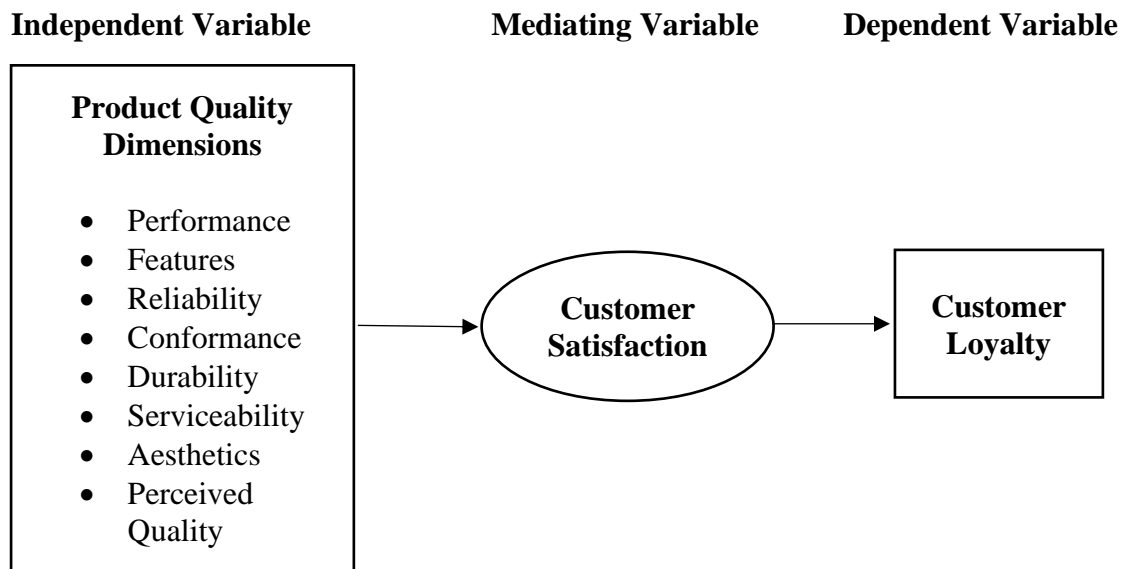 Independent Variable
Mediating Variable
Dependent Variable
Product Quality
Dimensions
• Performance
• Features
• Reliability
• Conformance
• Durability
• Serviceability
• Aesthetics
• Perceived
Quality
Customer
Satisfaction
Customer
Loyalty